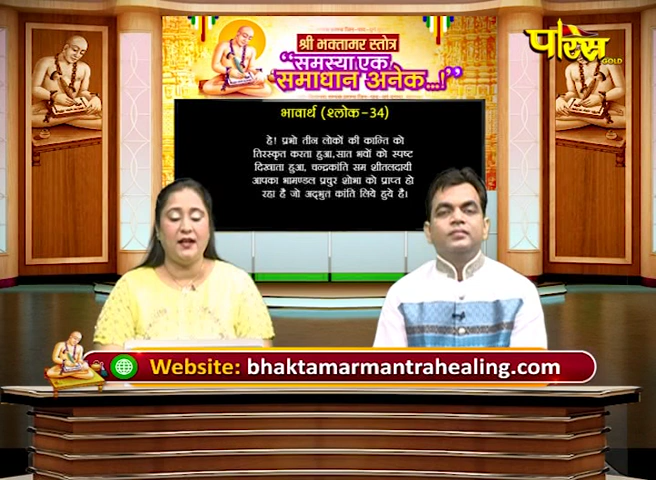 श्री भक्तामर स्तोत्र
"समस्या एक
समाधान अनेक...!"
पारस
GOLD
भावार्थ (श्लोक-34)
हे! प्रभो तीन लोकों की कान्ति को
तिरस्कृत करता हुआ,सात भवों को स्पष्ट
दिखाता हुआ, चन्द्रकांति सम शीतलदायी
आपका भामण्डल प्रचुर शोभा को प्राप्त हो
रहा है जो अद्भुत कांति लिये हुये है।
Website: bhaktamarmantrahealing.com